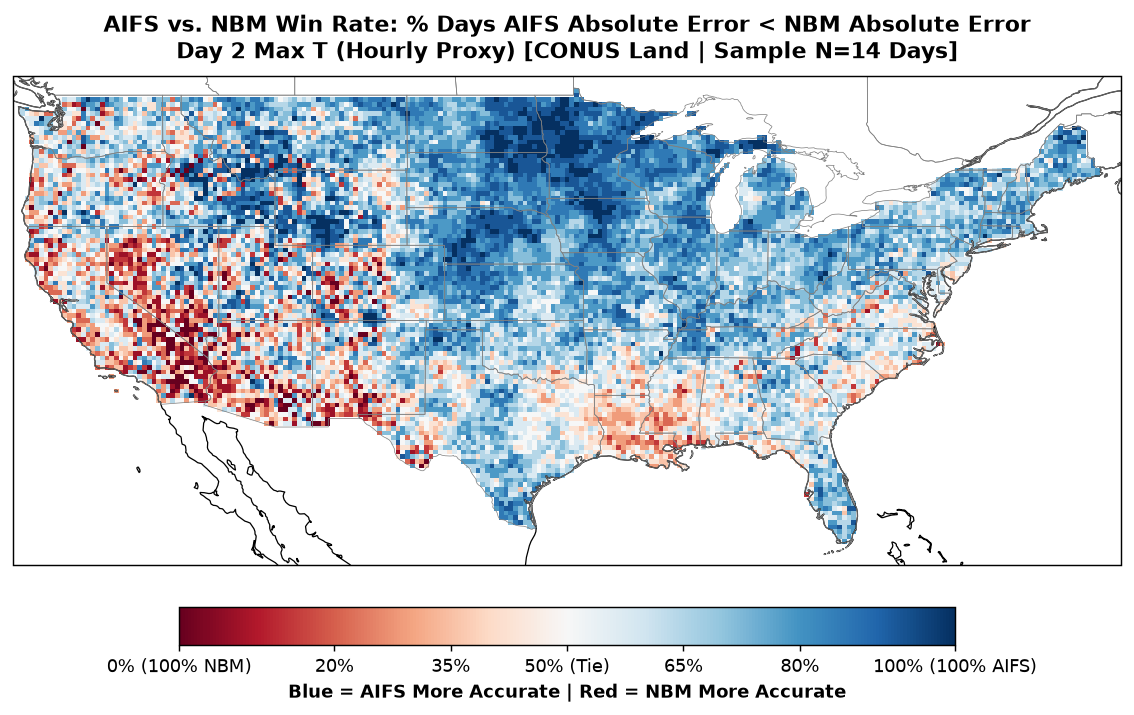 AIFS vs. NBM Win Rate: % Days AIFS Absolute Error < NBM Absolute Error
Day 2 Max T (Hourly Proxy) [CONUS Land | Sample N=14 Days]
0% (100% NBM) 20% 35% 50% (Tie) 65% 80% 100% (100% AIFS)
Blue = AIFS More Accurate | Red = NBM More Accurate